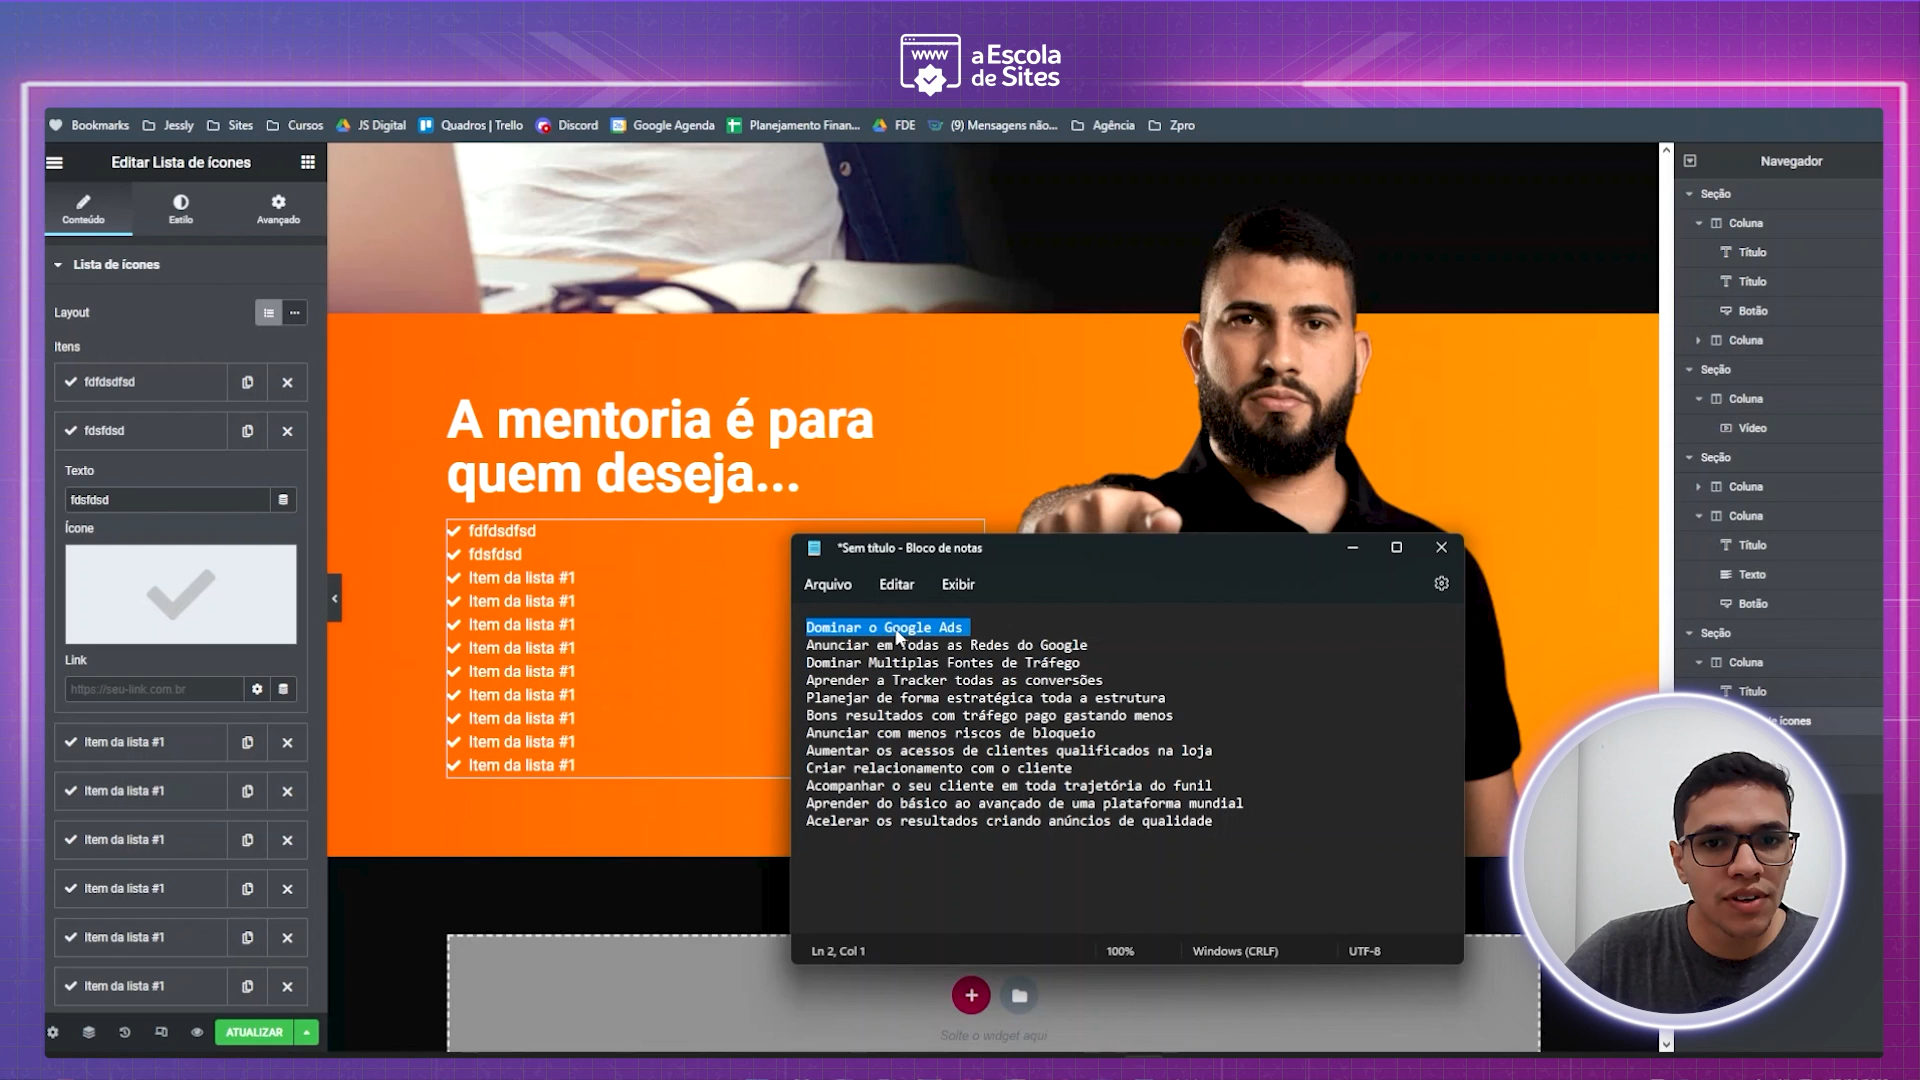 www
a Escola
de Sites
Bookmarks Jessly Sites Cursos JS Digital Quadros | Trello Discord Google Agenda Planejamento Finan... FDE (9) Mensagens não... Agência Zpro
Editar Lista de ícones
Conteúdo Estilo Avançado
Lista de ícones
Layout
Itens
fdfdsdfsd
fdsfdsd
Texto
fdsfdsd
Ícone
Link
https://seu-link.com.br
Item da lista #1
Item da lista #1
Item da lista #1
Item da lista #1
Item da lista #1
Item da lista #1
ATUALIZAR
A mentoria é para
quem deseja...
fdfdsdfsd
fdsfdsd
Item da lista #1
Item da lista #1
Item da lista #1
Item da lista #1
Item da lista #1
Item da lista #1
Item da lista #1
Item da lista #1
Item da lista #1
*Sem título - Bloco de notas
Arquivo Editar Exibir
Dominar o Google Ads
Anunciar em Todas as Redes do Google
Dominar Multiplas Fontes de Tráfego
Aprender a Tracker todas as conversões
Planejar de forma estratégica toda a estrutura
Bons resultados com tráfego pago gastando menos
Anunciar com menos riscos de bloqueio
Aumentar os acessos de clientes qualificados na loja
Criar relacionamento com o cliente
Acompanhar o seu cliente em toda trajetória do funil
Aprender do básico ao avançado de uma plataforma mundial
Acelerar os resultados criando anúncios de qualidade
Ln 2, Col 1 100% Windows (CRLF) UTF-8
Solte o widget aqui
Navegador
Seção
Coluna
Título
Título
Botão
Coluna
Seção
Coluna
Vídeo
Seção
Coluna
Coluna
Título
Texto
Botão
Seção
Coluna
Título
ícones